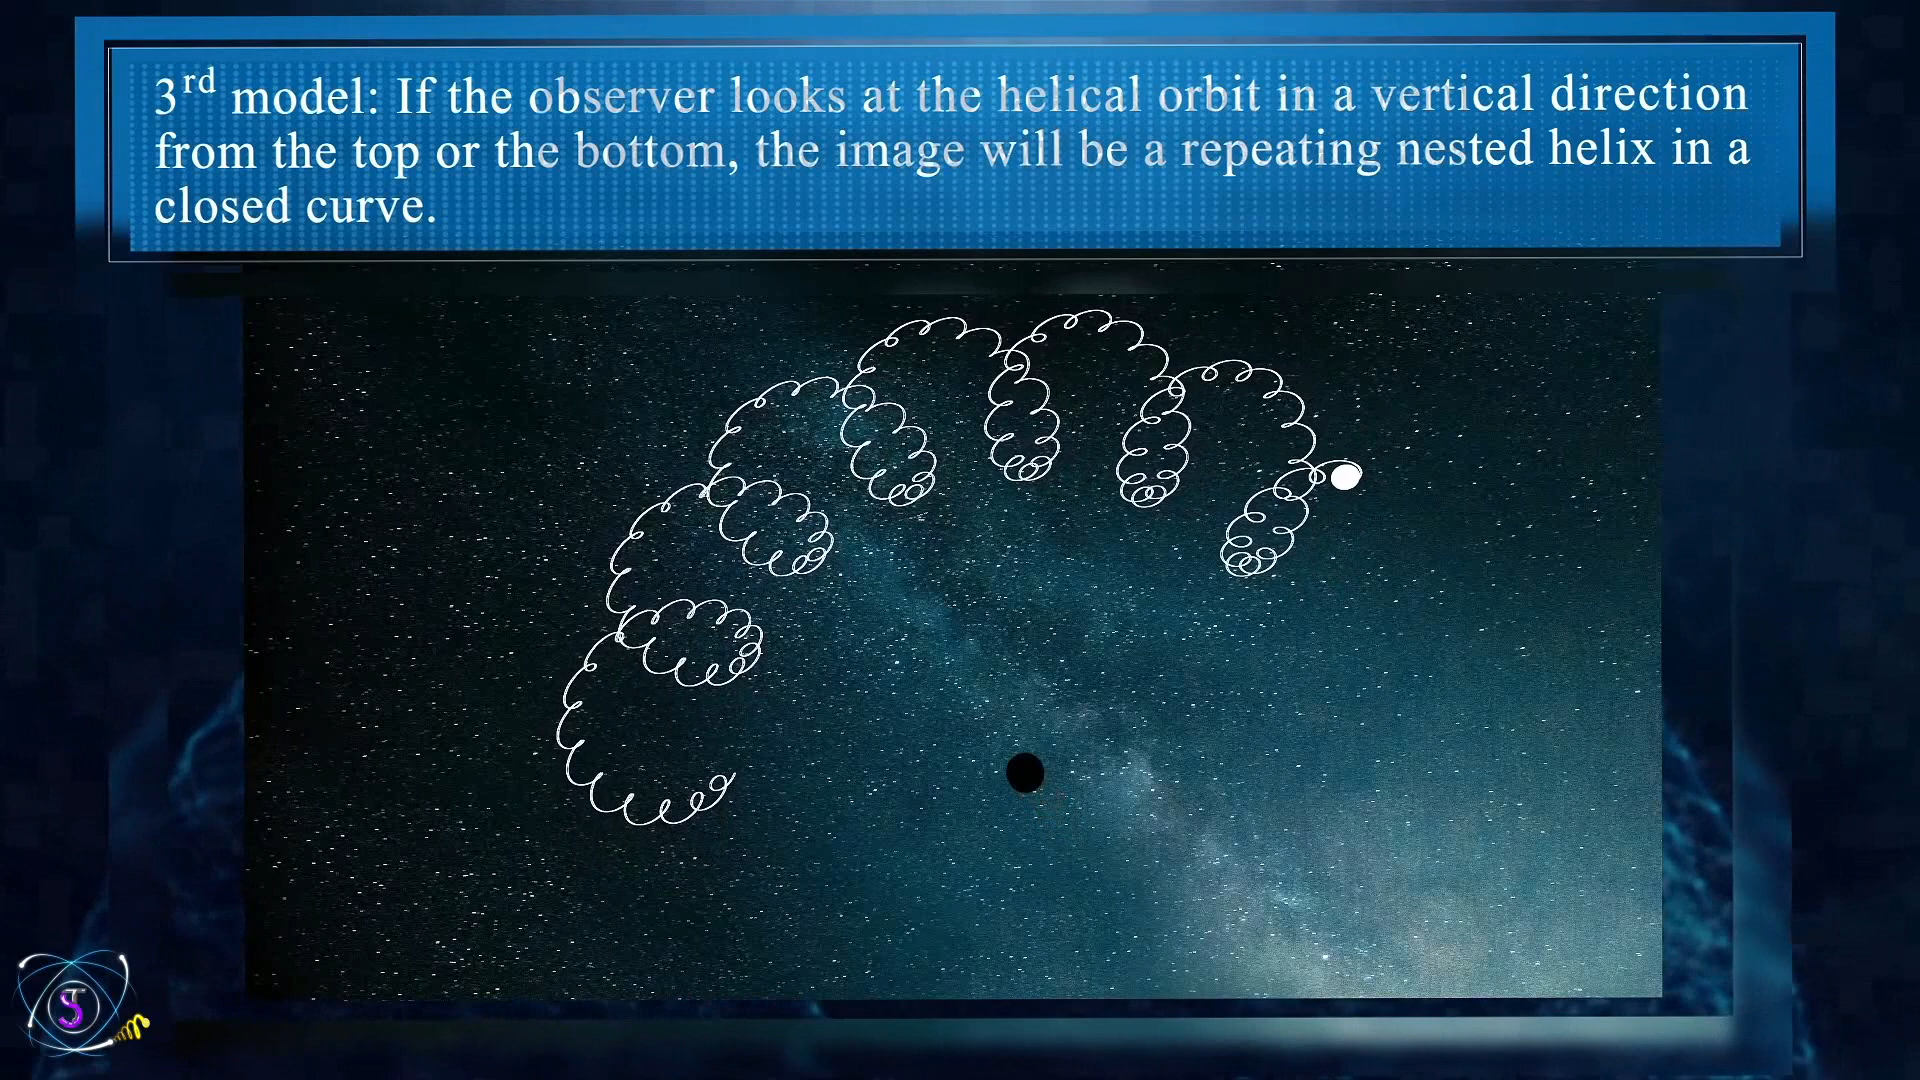 3rd model: If the observer looks at the helical orbit in a vertical direction
from the top or the bottom, the image will be a repeating nested helix in a
closed curve.